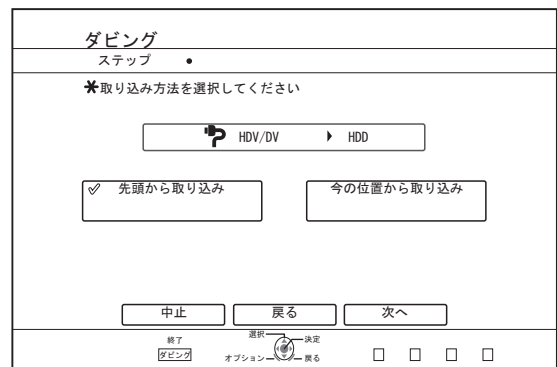 ダビング
ステップ
取り込み方法を選択してください
HDV/DV HDD
先頭から取り込み 今の位置から取り込み
中止 戻る 次へ
終了 選択 決定
ダビング オプション 戻る